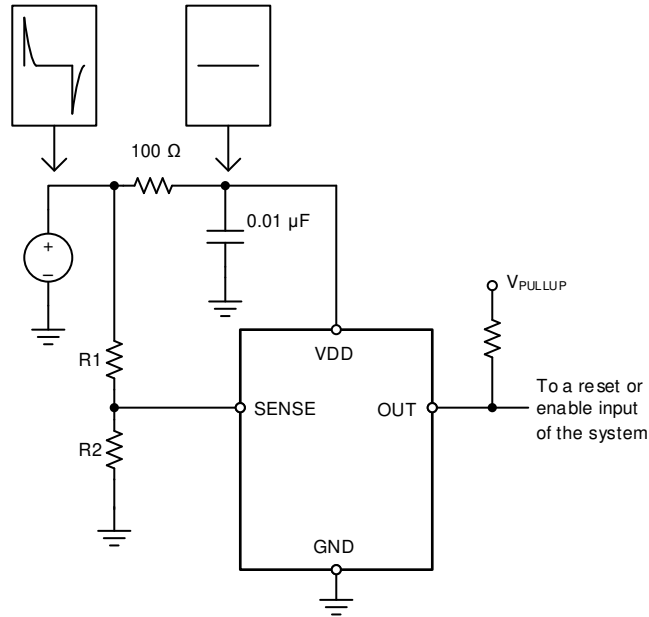 100 Ω
0.01 µF
+
–
VPULLUP
R1
VDD
SENSE
OUT
To a reset or
enable input
of the system
R2
GND